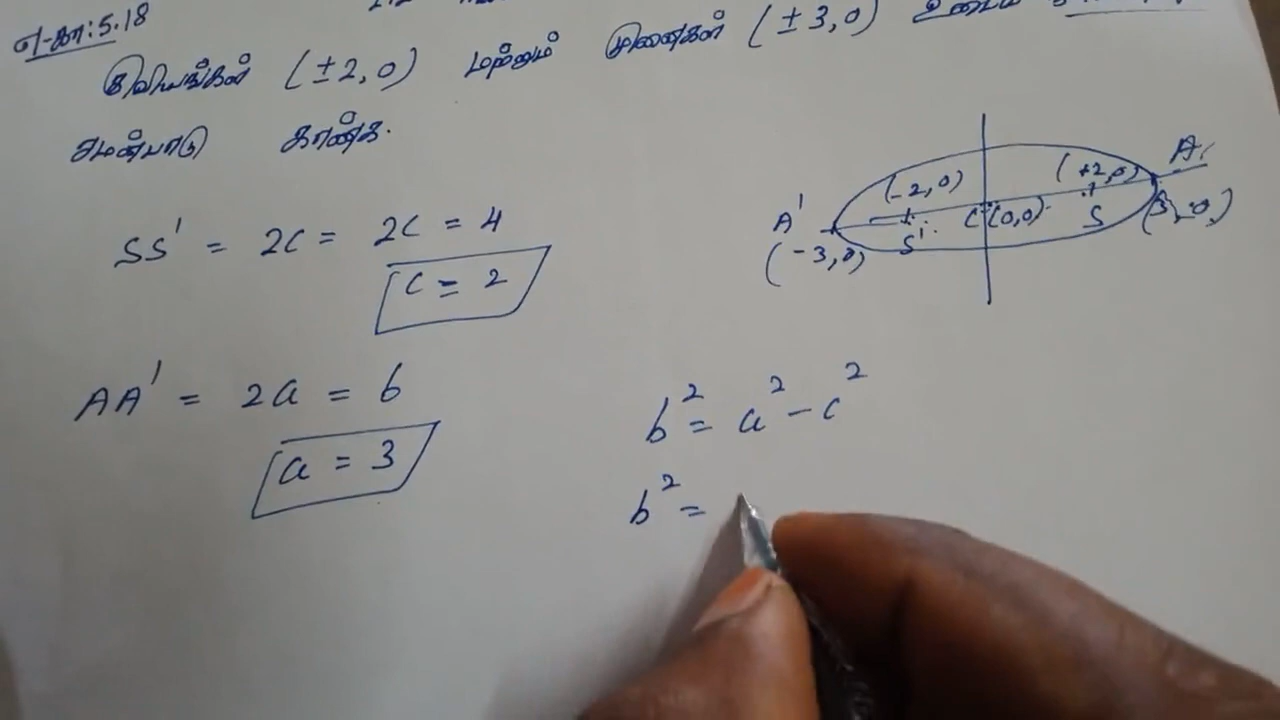 எ-கா:5.18
குவியங்கள் (±2,0) மற்றும் முனைகள் (±3,0) உடைய
சமன்பாடு காண்க.
SS' = 2C = 2C = 4
C = 2
AA' = 2a = 6
a = 3
b² = a² - c²
b² =
A'
(-3,0)
(-2,0)
S'
C (0,0)
(+2,0)
S
A
(3,0)